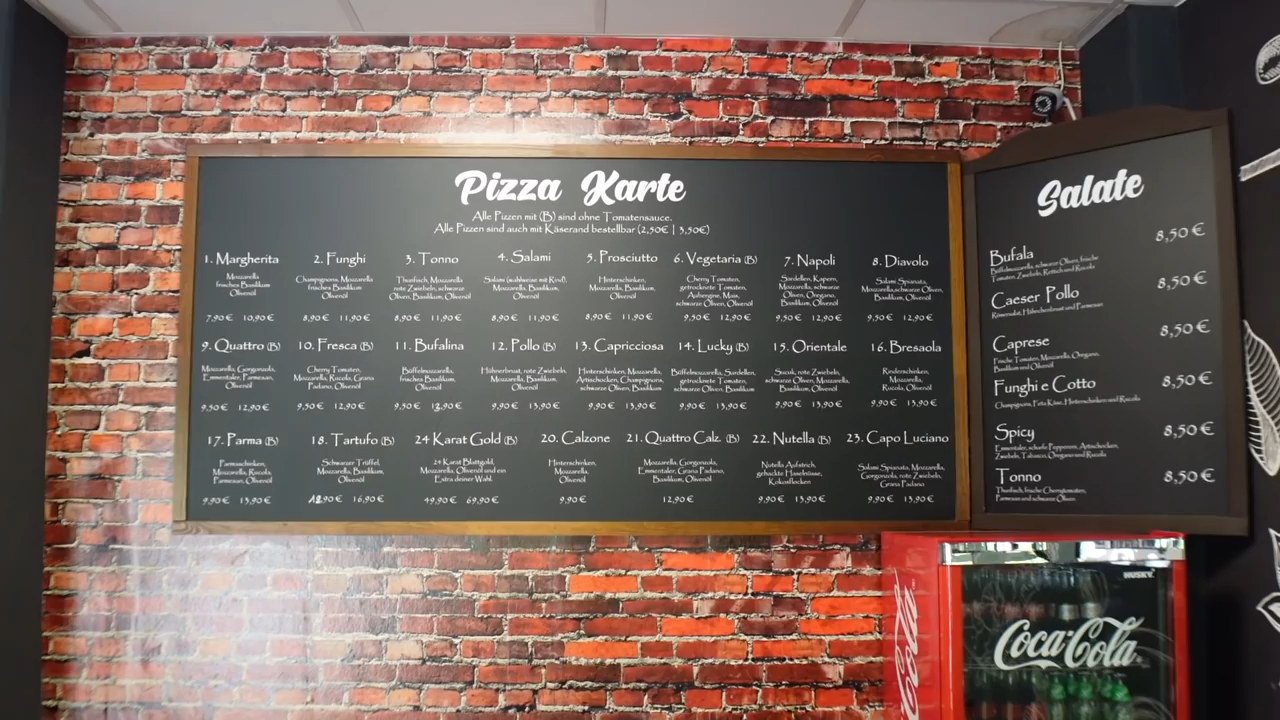 Pizza Karte
Alle Pizzen mit (B) sind ohne Tomatensauce.
Alle Pizzen sind auch mit Käserand bestellbar (2,50€ | 3,50€)
1. Margherita
Mozzarella
frisches Basilikum
Olivenöl
7,90€ 10,90€
2. Funghi
Champignons, Mozzarella
frisches Basilikum
Olivenöl
8,90€ 11,90€
3. Tonno
Thunfisch, Mozzarella
rote Zwiebeln, schwarze
Oliven, Basilikum, Olivenöl
8,90€ 11,90€
4. Salami
Salami (wahlweise mit Rind),
Mozzarella, Basilikum,
Olivenöl
8,90€ 11,90€
5. Prosciutto
Hinterschinken,
Mozzarella, Basilikum,
Olivenöl
8,90€ 11,90€
6. Vegetaria (B)
Cherry Tomaten,
getrocknete Tomaten,
Aubergine, Mais,
schwarze Oliven, Olivenöl
9,50€ 12,90€
7. Napoli
Sardellen, Kapern,
Mozzarella, schwarze
Oliven, Oregano,
Basilikum, Olivenöl
9,50€ 12,90€
8. Diavolo
Salami Spianata,
Mozzarella, schwarze Oliven,
Basilikum, Olivenöl
9,50€ 12,90€
9. Quattro (B)
Mozzarella, Gorgonzola,
Emmentaler, Parmesan,
Olivenöl
9,50€ 12,90€
10. Fresca (B)
Cherry Tomaten,
Mozzarella, Rucola, Grana
Padano, Olivenöl
9,50€ 12,90€
11. Bufalina
Büffelmozzarella,
frisches Basilikum,
Olivenöl
9,50€ 12,90€
12. Pollo (B)
Hühnerbrust, rote Zwiebeln,
Mozzarella, Basilikum,
Olivenöl
9,90€ 13,90€
13. Capricciosa
Hinterschinken, Mozzarella,
Artischocken, Champignons,
schwarze Oliven, Basilikum
9,90€ 13,90€
14. Lucky (B)
Büffelmozzarella, Sardellen,
getrocknete Tomaten,
schwarze Oliven, Basilikum
9,90€ 13,90€
15. Orientale
Sucuk, rote Zwiebeln,
schwarze Oliven, Mozzarella,
Basilikum, Olivenöl
9,90€ 13,90€
16. Bresaola
Rinderschinken,
Mozzarella,
Rucola, Olivenöl
9,90€ 13,90€
17. Parma (B)
Parmaschinken,
Mozzarella, Rucola,
Parmesan, Olivenöl
9,90€ 13,90€
18. Tartufo (B)
Schwarzer Trüffel,
Mozzarella, Basilikum,
Olivenöl
12,90€ 16,90€
24 Karat Gold (B)
24 Karat Blattgold,
Mozzarella, Olivenöl und ein
Extra deiner Wahl
49,90€ 69,90€
20. Calzone
Hinterschinken,
Mozzarella,
Olivenöl
9,90€
21. Quattro Calz. (B)
Mozzarella, Gorgonzola,
Emmentaler, Grana Padano,
Basilikum, Olivenöl
12,90€
22. Nutella (B)
Nutella Aufstrich,
gehackte Haselnüsse,
Kokosflocken
9,90€ 13,90€
23. Capo Luciano
Salami Spianata, Mozzarella,
Gorgonzola, rote Zwiebeln,
Grana Padano
9,90€ 13,90€
Salate
8,50€
Bufala
Büffelmozzarella, schwarze Oliven, frische
Tomaten, Zwiebeln, Rettich und Rucola
8,50€
Caeser Pollo
Römersalat, Hähnchenbrust und Parmesan
8,50€
Caprese
Frische Tomaten, Mozzarella, Oregano,
Basilikum und Olivenöl
8,50€
Funghi e Cotto
Champignons, Feta Käse, Hinterschinken und Rucola
8,50€
Spicy
Emmentaler, scharfe Pepperoni, Artischocken,
Zwiebeln, Tabasco, Oregano und Rucola
8,50€
Tonno
Thunfisch, frische Cherrytomaten,
Parmesan und schwarze Oliven
HUSKY
Coca-Cola
Coca-Cola